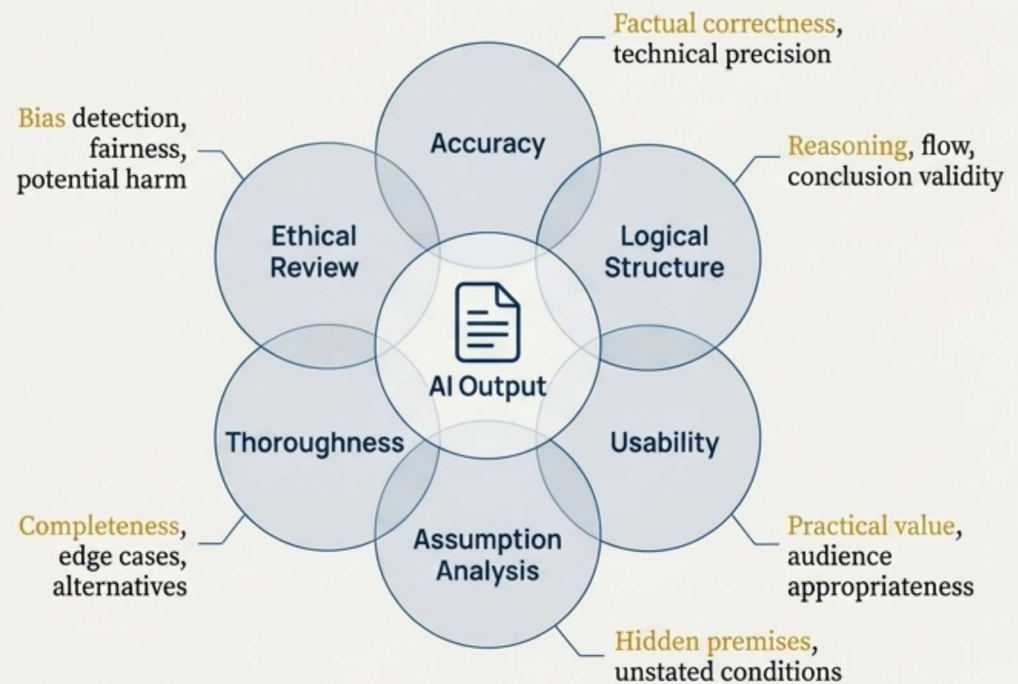 Factual correctness,
technical precision
Accuracy
Bias detection,
fairness,
potential harm
Reasoning, flow,
conclusion validity
Ethical
Review
Logical
Structure
AI Output
Thoroughness
Usability
Completeness,
edge cases,
alternatives
Assumption
Analysis
Practical value,
audience
appropriateness
Hidden premises,
unstated conditions